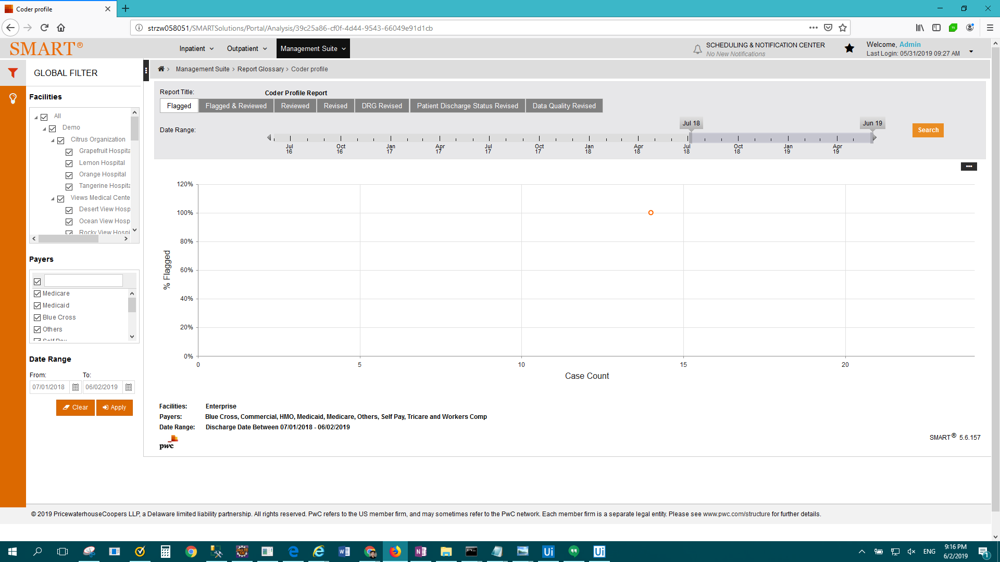 Coder profile
strzw058051/SMARTSolutions/Portal/Analysis/39c25a86-cf0f-4d44-9543-66049e91d1cb
SMART®
Inpatient
Outpatient
Management Suite
SCHEDULING & NOTIFICATION CENTER
No New Notifications
Welcome, Admin
Last Login: 05/31/2019 09:27 AM
GLOBAL FILTER
Management Suite > Report Glossary > Coder profile
Facilities
All
Demo
Citrus Organization
Grapefruit Hospita
Lemon Hospital
Orange Hospital
Tangerine Hospita
Views Medical Cente
Desert View Hosp
Ocean View Hosp
Rocky View Hospi
Payers
Medicare
Medicaid
Blue Cross
Others
Self Pay
Date Range
From: To:
07/01/2018 06/02/2019
Clear Apply
Report Title: Coder Profile Report
Flagged Flagged & Reviewed Reviewed Revised DRG Revised Patient Discharge Status Revised Data Quality Revised
Date Range:
Jul 18 Jun 19
Search
Jul 16 Oct 16 Jan 17 Apr 17 Jul 17 Oct 17 Jan 18 Apr 18 Jul 18 Oct 18 Jan 19 Apr 19
120%
100%
80%
60%
40%
20%
0%
% Flagged
0 5 10 15 20
Case Count
Facilities: Enterprise
Payers: Blue Cross, Commercial, HMO, Medicaid, Medicare, Others, Self Pay, Tricare and Workers Comp
Date Range: Discharge Date Between 07/01/2018 - 06/02/2019
pwc
SMART® 5.6.157
© 2019 PricewaterhouseCoopers LLP, a Delaware limited liability partnership. All rights reserved. PwC refers to the US member firm, and may sometimes refer to the PwC network. Each member firm is a separate legal entity. Please see www.pwc.com/structure for further details.
ENG
9:16 PM
6/2/2019
1